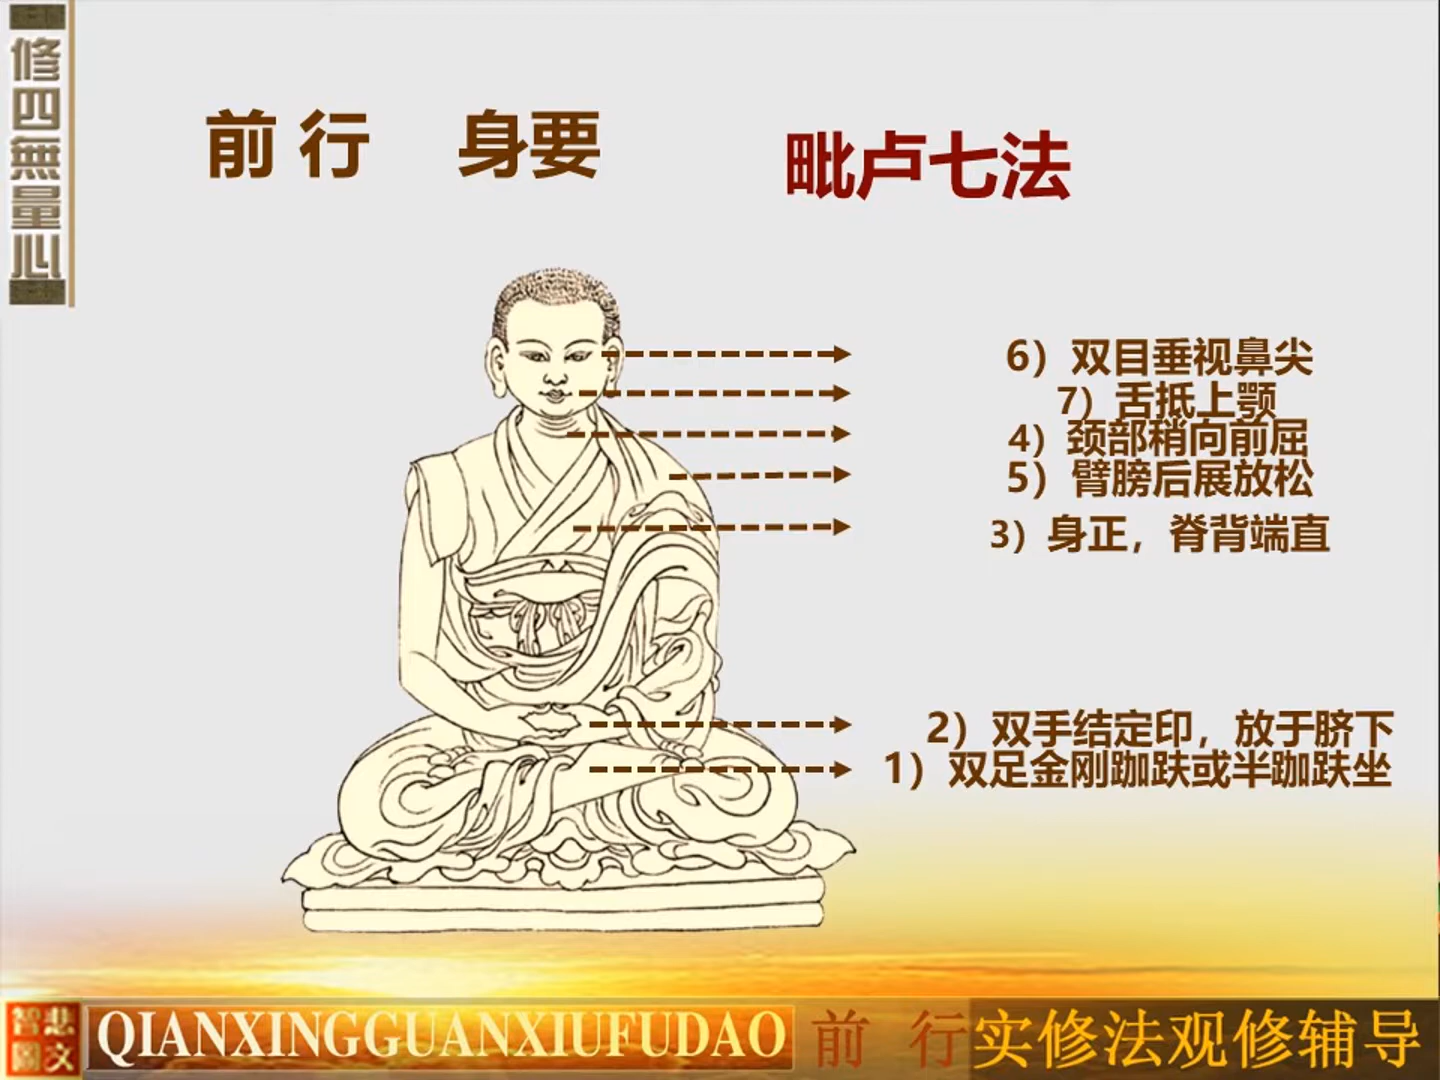 修四無量心
前 行 身要
毗卢七法
6）双目垂视鼻尖
7）舌抵上颚
4）颈部稍向前屈
5）臂膀后展放松
3）身正，脊背端直
2）双手结定印，放于脐下
1）双足金刚跏趺或半跏趺坐
智悲
圖文
QIANXINGGUANXIUFUDAO 前 行实修法观修辅导